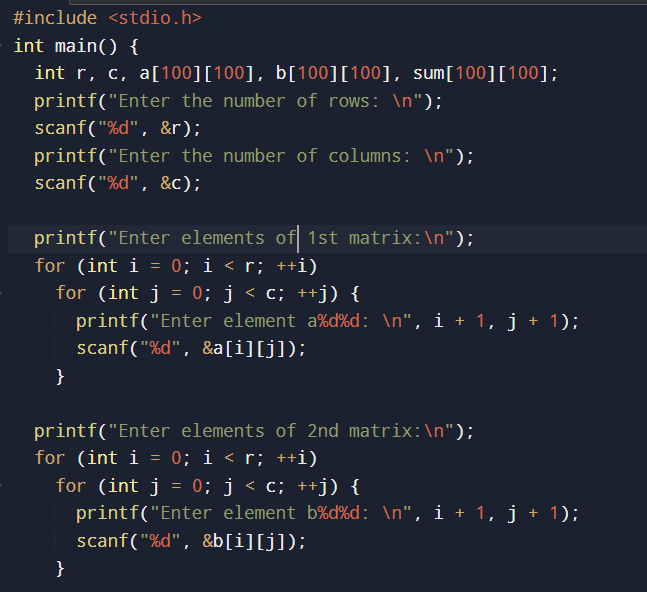 #include <stdio.h>
int main() {
  int r, c, a[100][100], b[100][100], sum[100][100];
  printf("Enter the number of rows: \n");
  scanf("%d", &r);
  printf("Enter the number of columns: \n");
  scanf("%d", &c);

  printf("Enter elements of 1st matrix:\n");
  for (int i = 0; i < r; ++i)
    for (int j = 0; j < c; ++j) {
      printf("Enter element a%d%d: \n", i + 1, j + 1);
      scanf("%d", &a[i][j]);
    }

  printf("Enter elements of 2nd matrix:\n");
  for (int i = 0; i < r; ++i)
    for (int j = 0; j < c; ++j) {
      printf("Enter element b%d%d: \n", i + 1, j + 1);
      scanf("%d", &b[i][j]);
    }